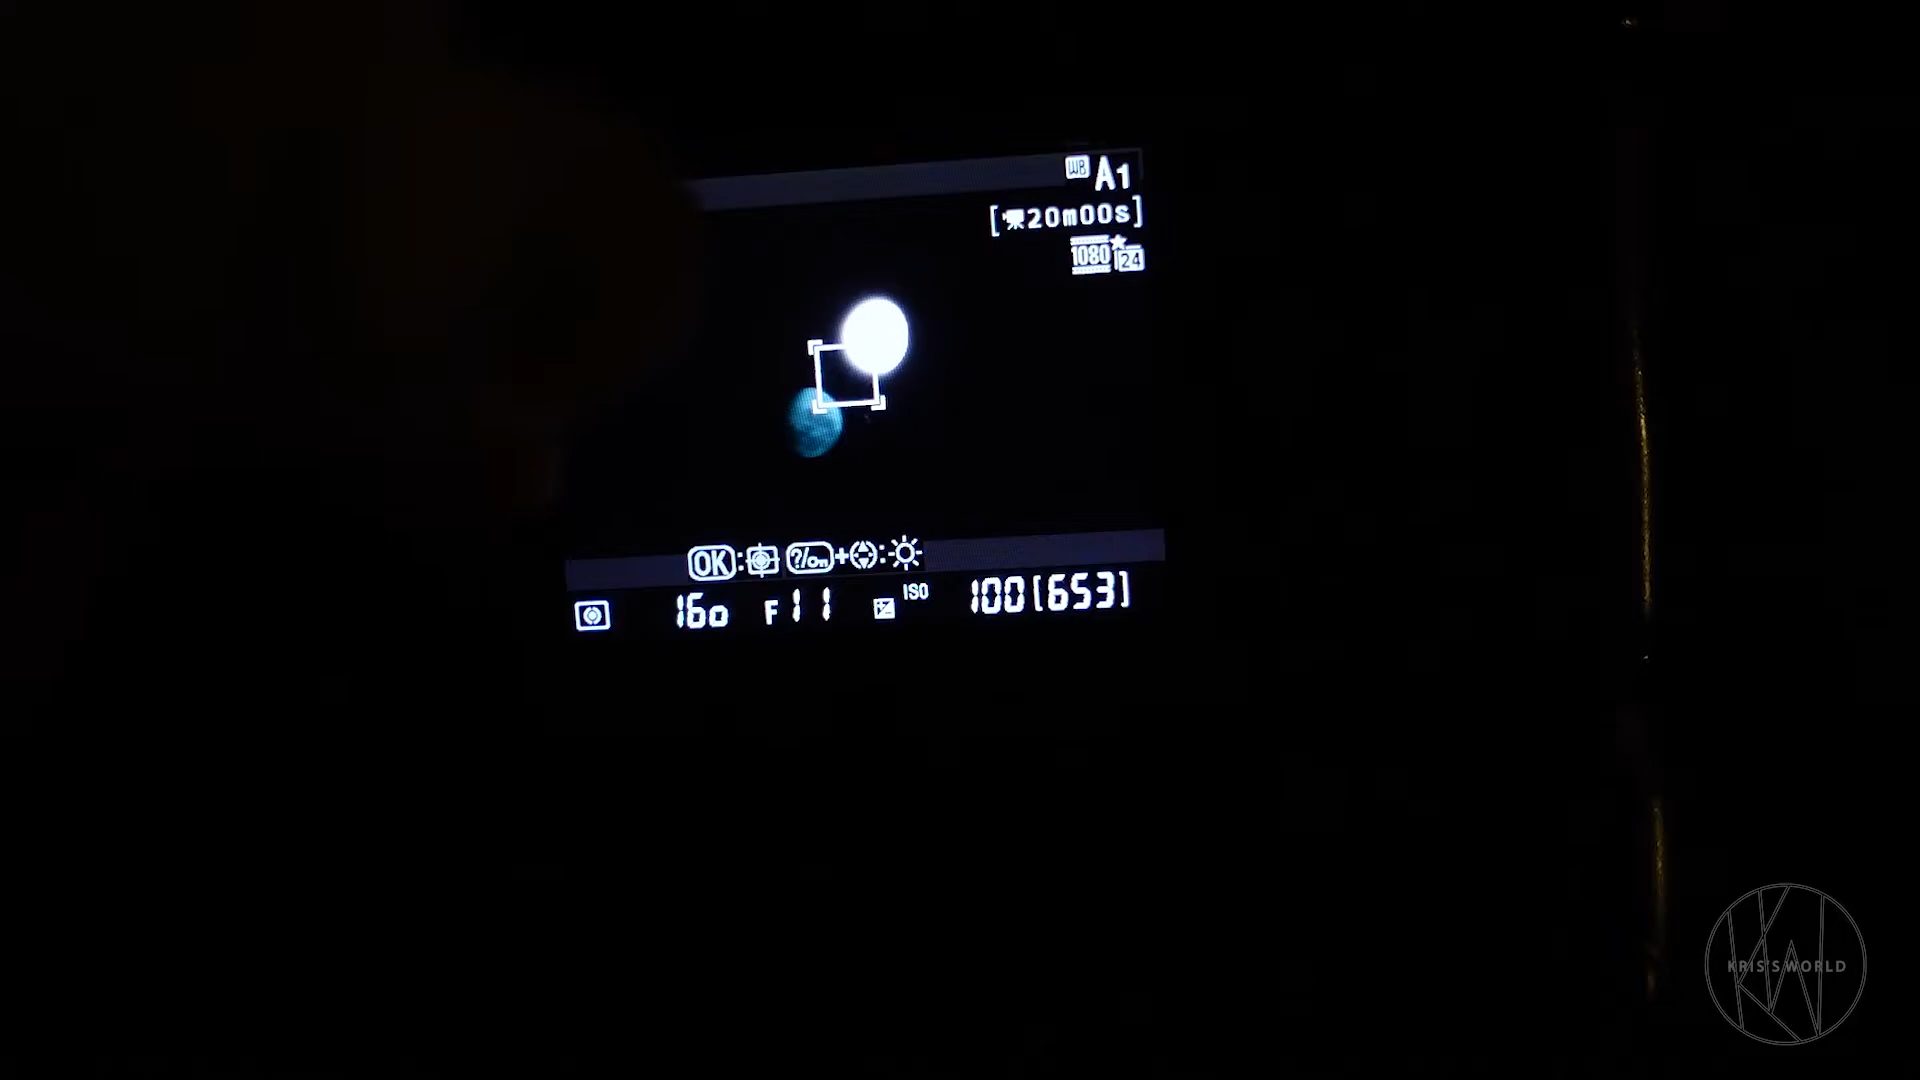 WB A1
[20m00s]
1080 ★ 24
OK : ?/ + :
160 F11 ISO 100[653]
KRIS'S WORLD